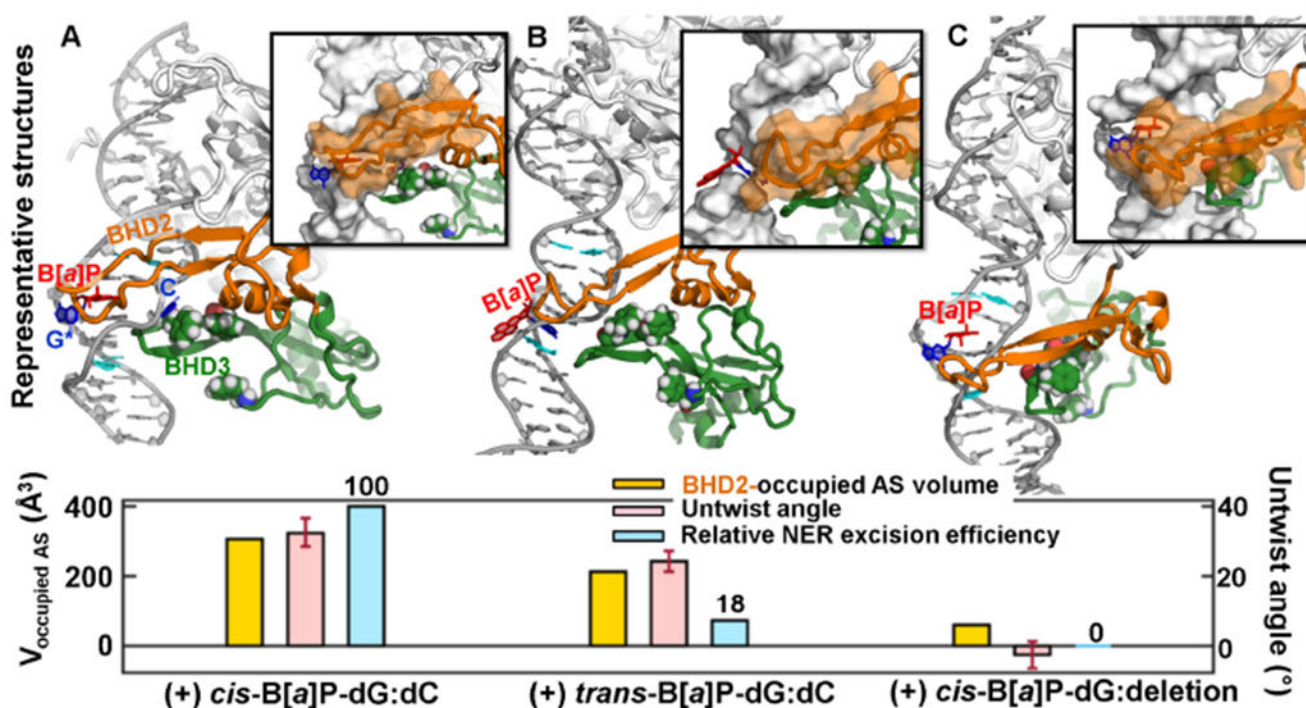 Representative structures
A
BHD2
B[a]P
C
G*
BHD3
B
B[a]P
C
B[a]P
V occupied AS (Å³)
400
200
0
100
18
0
BHD2-occupied AS volume
Untwist angle
Relative NER excision efficiency
40
20
0
Untwist angle (°)
(+) cis-B[a]P-dG:dC
(+) trans-B[a]P-dG:dC
(+) cis-B[a]P-dG:deletion